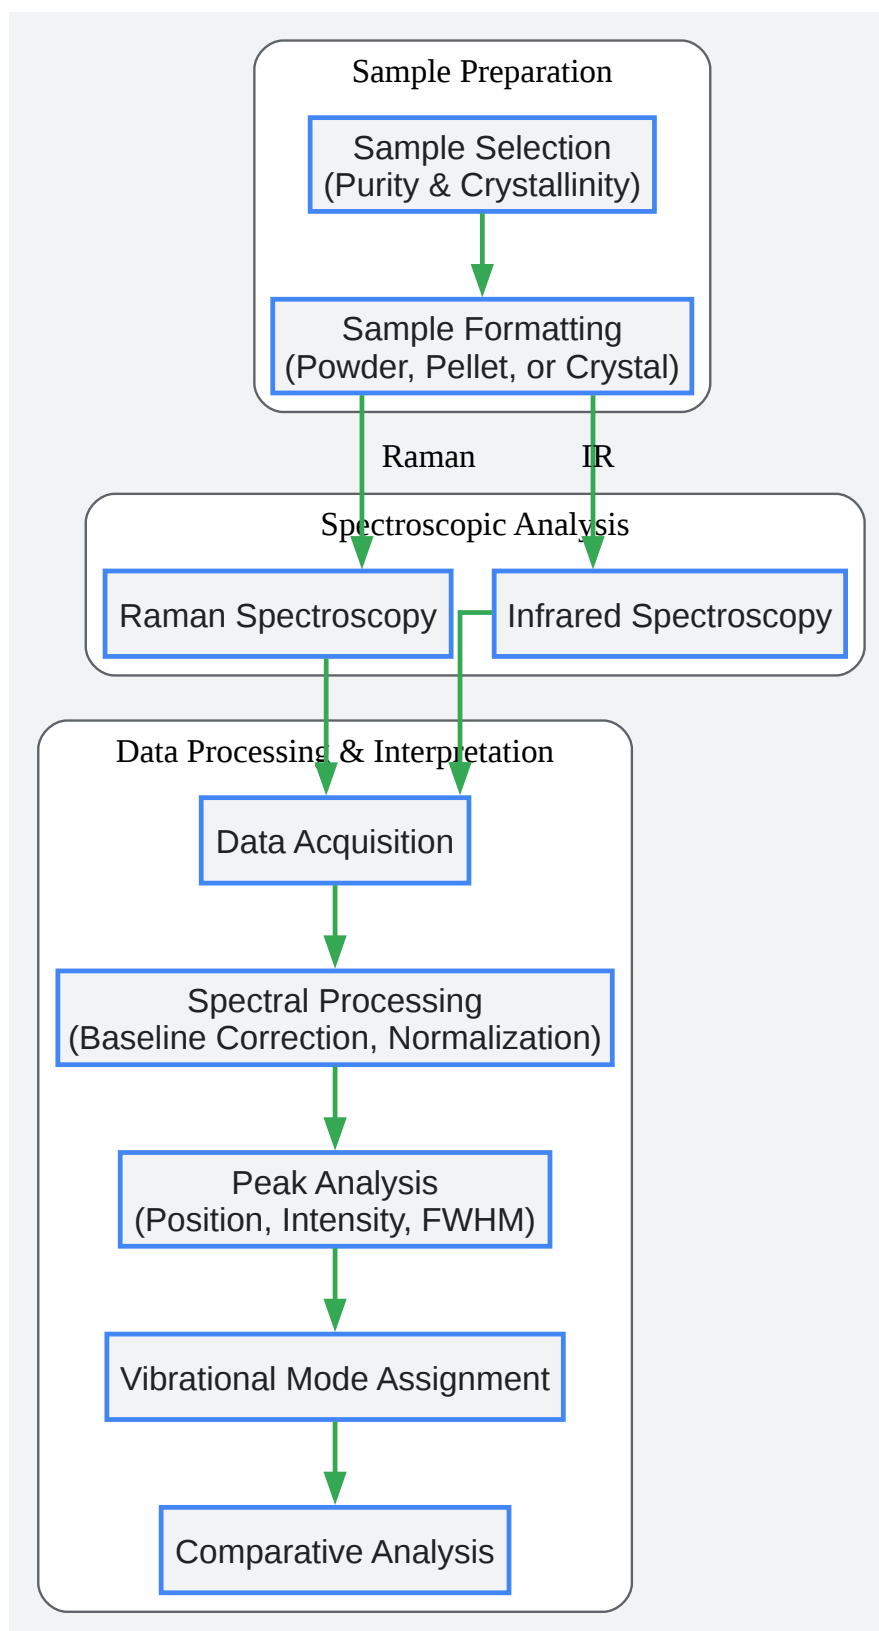 Sample Preparation
Sample Selection
(Purity & Crystallinity)
Sample Formatting
(Powder, Pellet, or Crystal)
Raman
IR
Spectroscopic Analysis
Raman Spectroscopy
Infrared Spectroscopy
Data Processing & Interpretation
Data Acquisition
Spectral Processing
(Baseline Correction, Normalization)
Peak Analysis
(Position, Intensity, FWHM)
Vibrational Mode Assignment
Comparative Analysis